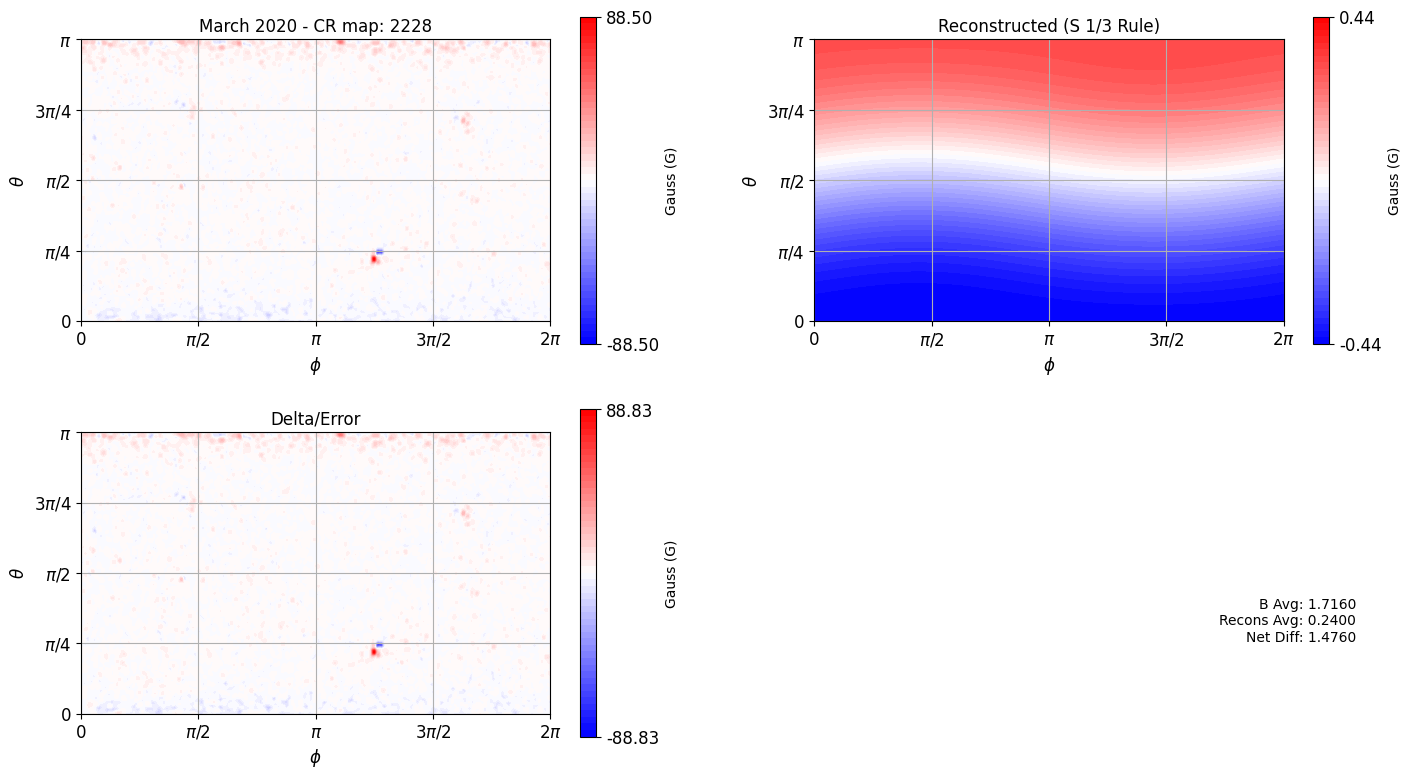 March 2020 - CR map: 2228
π
3π/4
θ
π/2
π/4
0
0
π/2
π
3π/2
2π
ϕ
88.50
Gauss (G)
-88.50
Reconstructed (S 1/3 Rule)
π
3π/4
θ
π/2
π/4
0
0
π/2
π
3π/2
2π
ϕ
0.44
Gauss (G)
-0.44
Delta/Error
π
3π/4
θ
π/2
π/4
0
0
π/2
π
3π/2
2π
ϕ
88.83
Gauss (G)
-88.83
B Avg: 1.7160
Recons Avg: 0.2400
Net Diff: 1.4760